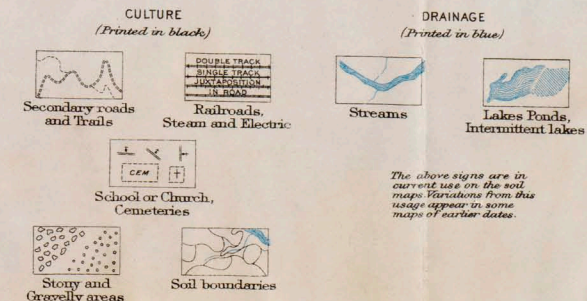 CULTURE
(Printed in black)
Secondary roads
and Trails
DOUBLE TRACK
SINGLE TRACK
JUXTAPOSITION
IN ROAD
Railroads,
Steam and Electric
CEM
School or Church,
Cemeteries
Stony and
Gravelly areas
Soil boundaries
DRAINAGE
(Printed in blue)
Streams
Lakes Ponds,
Intermittent lakes
The above signs are in
current use on the soil
maps. Variations from this
usage appear in some
maps of earlier dates.